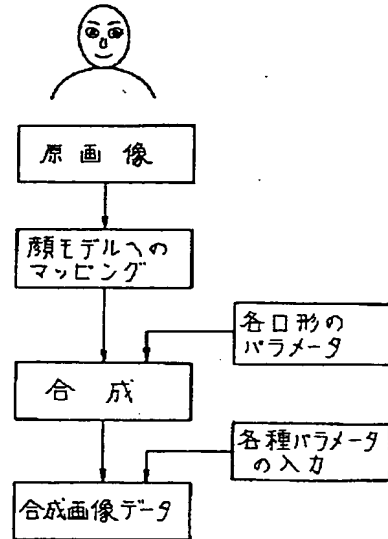 原画像
顔モデルへの
マッピング
各口形の
パラメータ
合成
各種パラメータ
の入力
合成画像データ